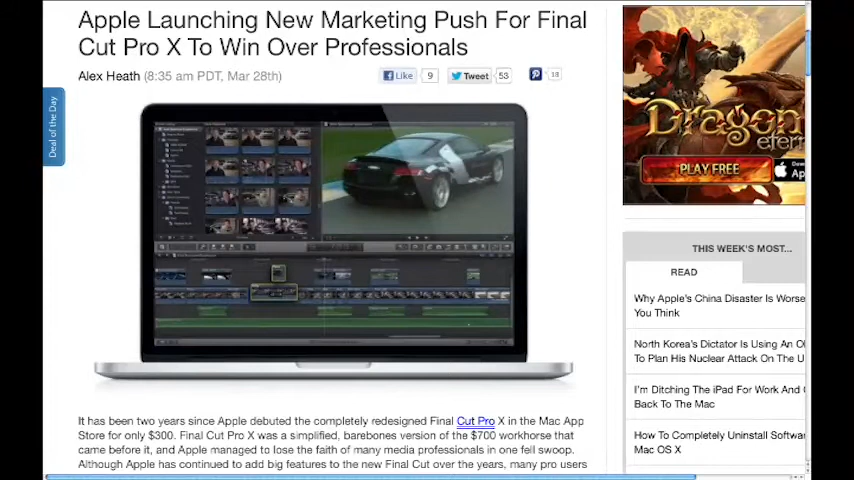 Apple Launching New Marketing Push For Final
Cut Pro X To Win Over Professionals
Alex Heath (8:35 am PDT, Mar 28th)
Like 9 Tweet 53 18
Deal of the Day
It has been two years since Apple debuted the completely redesigned Final Cut Pro X in the Mac App
Store for only $300. Final Cut Pro X was a simplified, barebones version of the $700 workhorse that
came before it, and Apple managed to lose the faith of many media professionals in one fell swoop.
Although Apple has continued to add big features to the new Final Cut over the years, many pro users
Dragon
eter
PLAY FREE
Ap
THIS WEEK'S MOST...
READ
Why Apple's China Disaster Is Worse
You Think
North Korea's Dictator Is Using An
To Plan His Nuclear Attack On The U
I'm Ditching The iPad For Work And
Back To The Mac
How To Completely Uninstall Softwa
Mac OS X